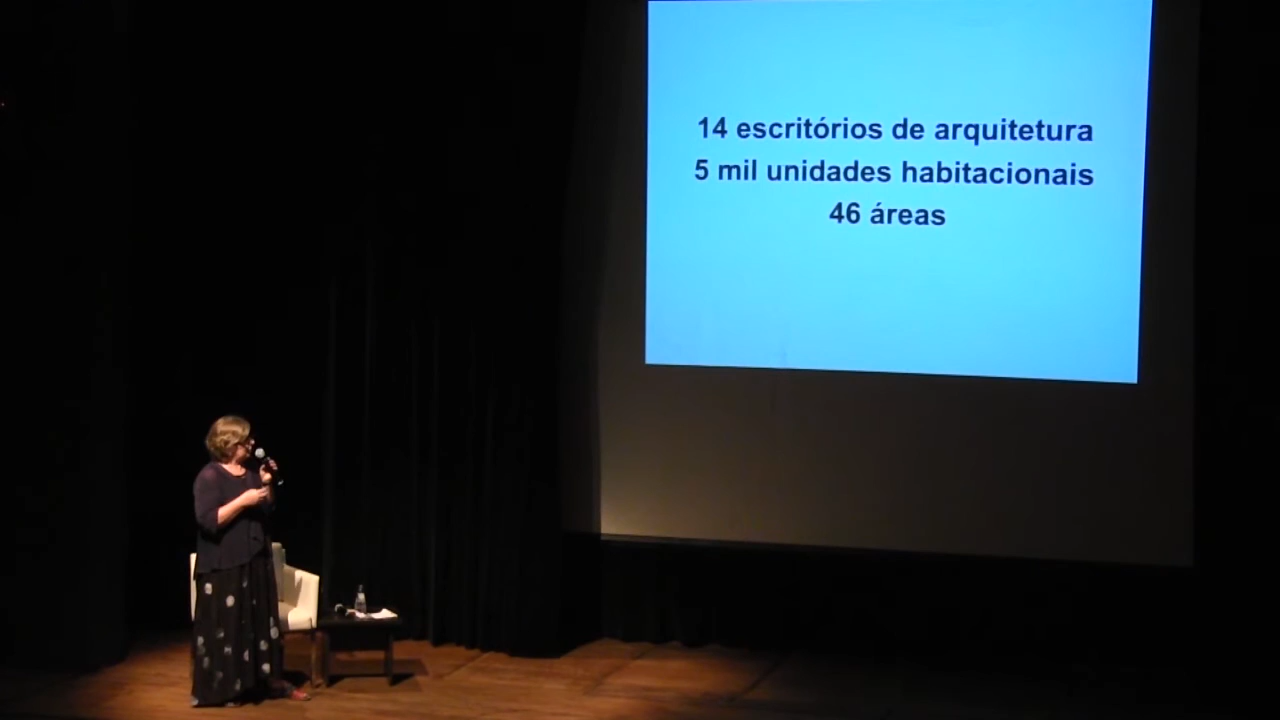 14 escritórios de arquitetura
5 mil unidades habitacionais
46 áreas